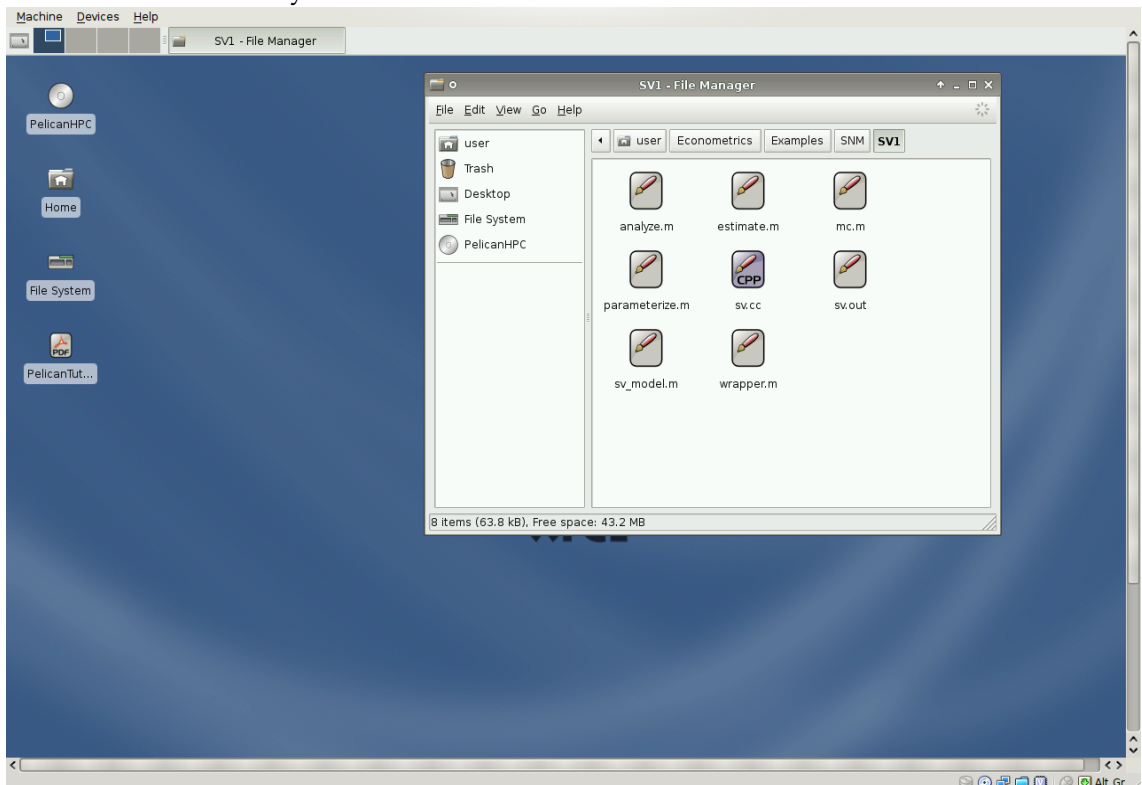 Machine Devices Help
SV1 - File Manager
SV1 - File Manager
File Edit View Go Help
user
Trash
Desktop
File System
PelicanHPC
user Econometrics Examples SNM SV1
analyze.m estimate.m mc.m
parameterize.m sv.cc sv.out
CPP
sv_model.m wrapper.m
8 items (63.8 kB), Free space: 43.2 MB
PelicanHPC
Home
File System
PDF
PelicanTut...
Alt Gr